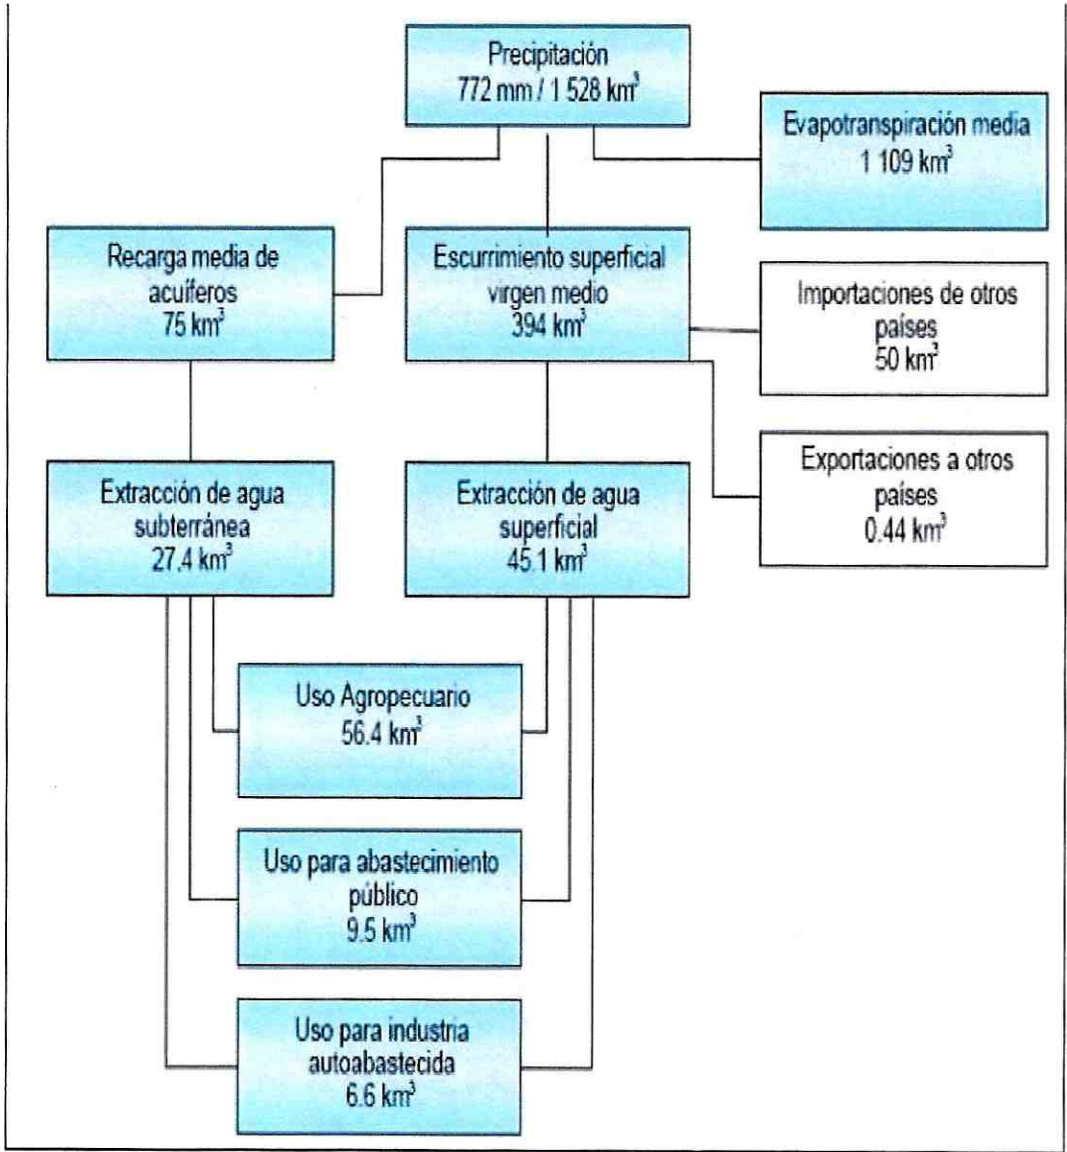 Precipitación
772 mm / 1 528 km³
Evapotranspiración media
1 109 km³
Recarga media de
acuíferos
75 km³
Escurrimiento superficial
virgen medio
394 km³
Importaciones de otros
países
50 km³
Exportaciones a otros
países
0.44 km³
Extracción de agua
subterránea
27.4 km³
Extracción de agua
superficial
45.1 km³
Uso Agropecuario
56.4 km³
Uso para abastecimiento
público
9.5 km³
Uso para industria
autoabastecida
6.6 km³